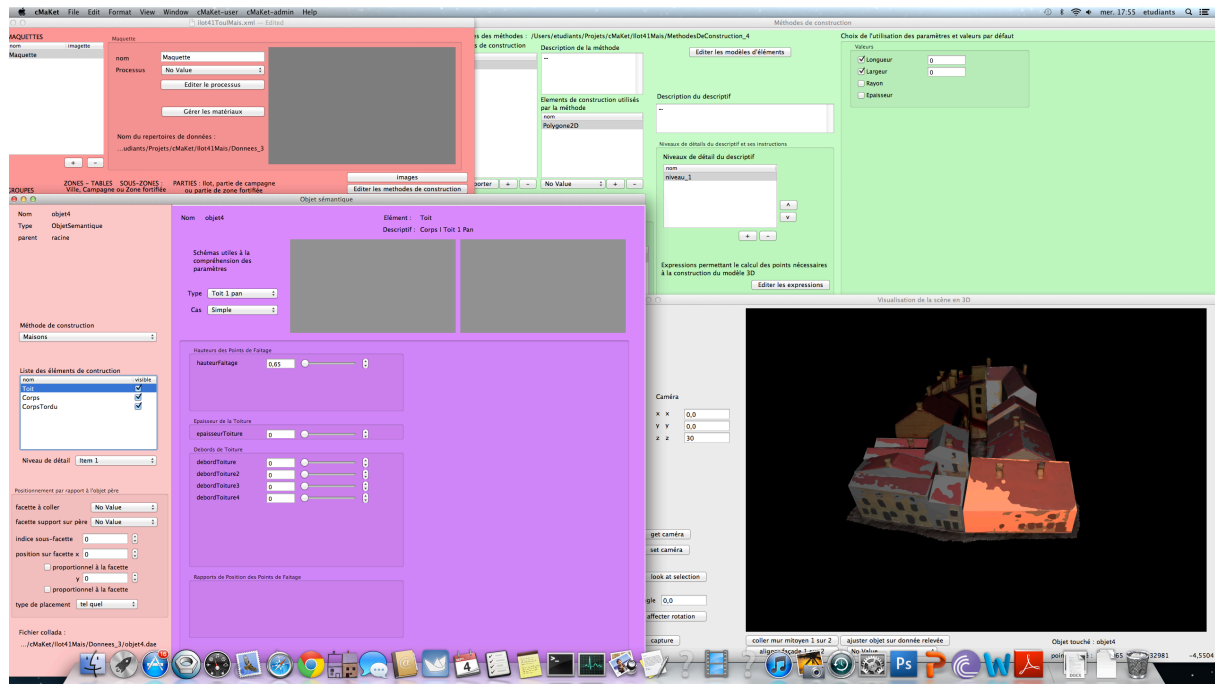 cMaKet File Edit Format View Window cMaKet-user cMaKet-admin Help
mer. 17:55 etudiants
ilot41ToulMais.xml — Edited
MAQUETTES
nom imagette
Maquette
Maquette
nom Maquette
Processus No Value
Editer le processus
Gérer les matériaux
Nom du repertoires de données :
...udiants/Projets/cMaKet/Ilot41Mais/Donnees_3
+ -
ZONES - TABLES SOUS-ZONES : PARTIES : Ilot, partie de campagne
GROUPES Ville, Campagne ou Zone fortifiée ou partie de zone fortifiée
images
Editer les methodes de construction
Méthodes de construction
s des méthodes : /Users/etudiants/Projets/cMaKet/Ilot41Mais/MethodesDeConstruction_4
s de construction
Description de la méthode
--
Elements de construction utilisés
par la méthode
nom
Polygone2D
porter + - No Value + -
Editer les modèles d'éléments
Description du descriptif
--
Niveaux de détails du descriptif et ses instructions
Niveaux de détail du descriptif
nom
niveau_1
+ -
Expressions permettant le calcul des points nécessaires
à la construction du modèle 3D
Editer les expressions
Choix de l'utilisation des paramètres et valeurs par défaut
Valeurs
Longueur 0
Largeur 0
Rayon
Epaisseur
Objet sémantique
Nom objet4
Type ObjetSemantique
parent racine
Méthode de construction
Maisons
Liste des éléments de contruction
nom visible
Toit
Corps
CorpsTordu
Niveau de détail Item 1
Positionnement par rapport à l'objet père
facette à coller No Value
facette support sur père No Value
indice sous-facette 0
position sur facette x 0
proportionnel à la facette
y 0
proportionnel à la facette
type de placement tel quel
Fichier collada :
.../cMaKet/Ilot41Mais/Donnees_3/objet4.dae
Nom objet4
Elément : Toit
Descriptif : Corps I Toit 1 Pan
Schémas utiles à la
compréhension des
paramètres
Type Toit 1 pan
Cas Simple
Hauteurs des Points de Faitage
hauteurFaitage 0,65
Epaisseur de la Toiture
epaisseurToiture 0
Debords de Toiture
debordToiture 0
debordToiture2 0
debordToiture3 0
debordToiture4 0
Rapports de Position des Points de Faitage
Visualisation de la scène en 3D
Caméra
x x 0,0
y y 0,0
z z 30
get caméra
set caméra
look at selection
gle 0,0
affecter rotation
capture
coller mur mitoyen 1 sur 2 ajuster objet sur donnée relevée
Objet touché : objet4
32981 -4,5504
16
4
Ps
DOCX